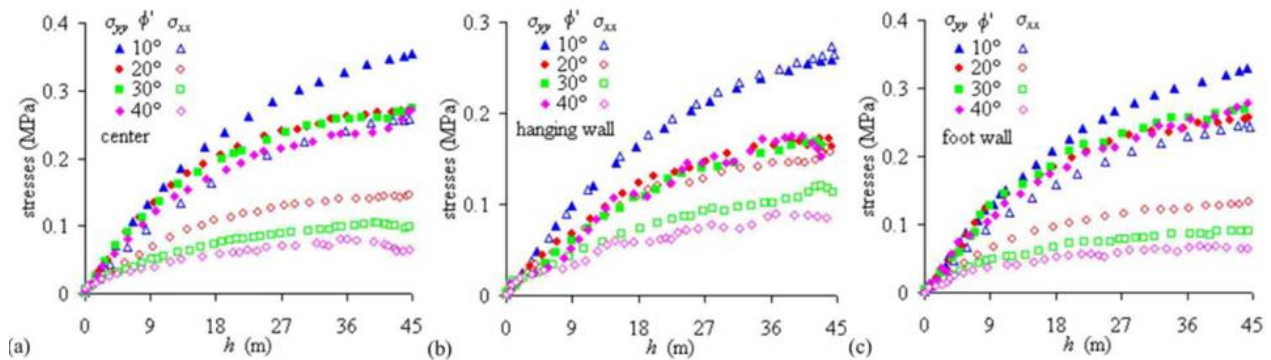 σyy ϕ' σxx
10°
20°
30°
40°
center
stresses (MPa)
0.4
0.3
0.2
0.1
0
0 9 18 27 36 45
h (m)
(a)
σyy ϕ' σxx
10°
20°
30°
40°
hanging wall
stresses (MPa)
0.3
0.2
0.1
0
0 9 18 27 36 45
h (m)
(b)
σyy ϕ' σxx
10°
20°
30°
40°
foot wall
stresses (MPa)
0.4
0.3
0.2
0.1
0
0 9 18 27 36 45
h (m)
(c)